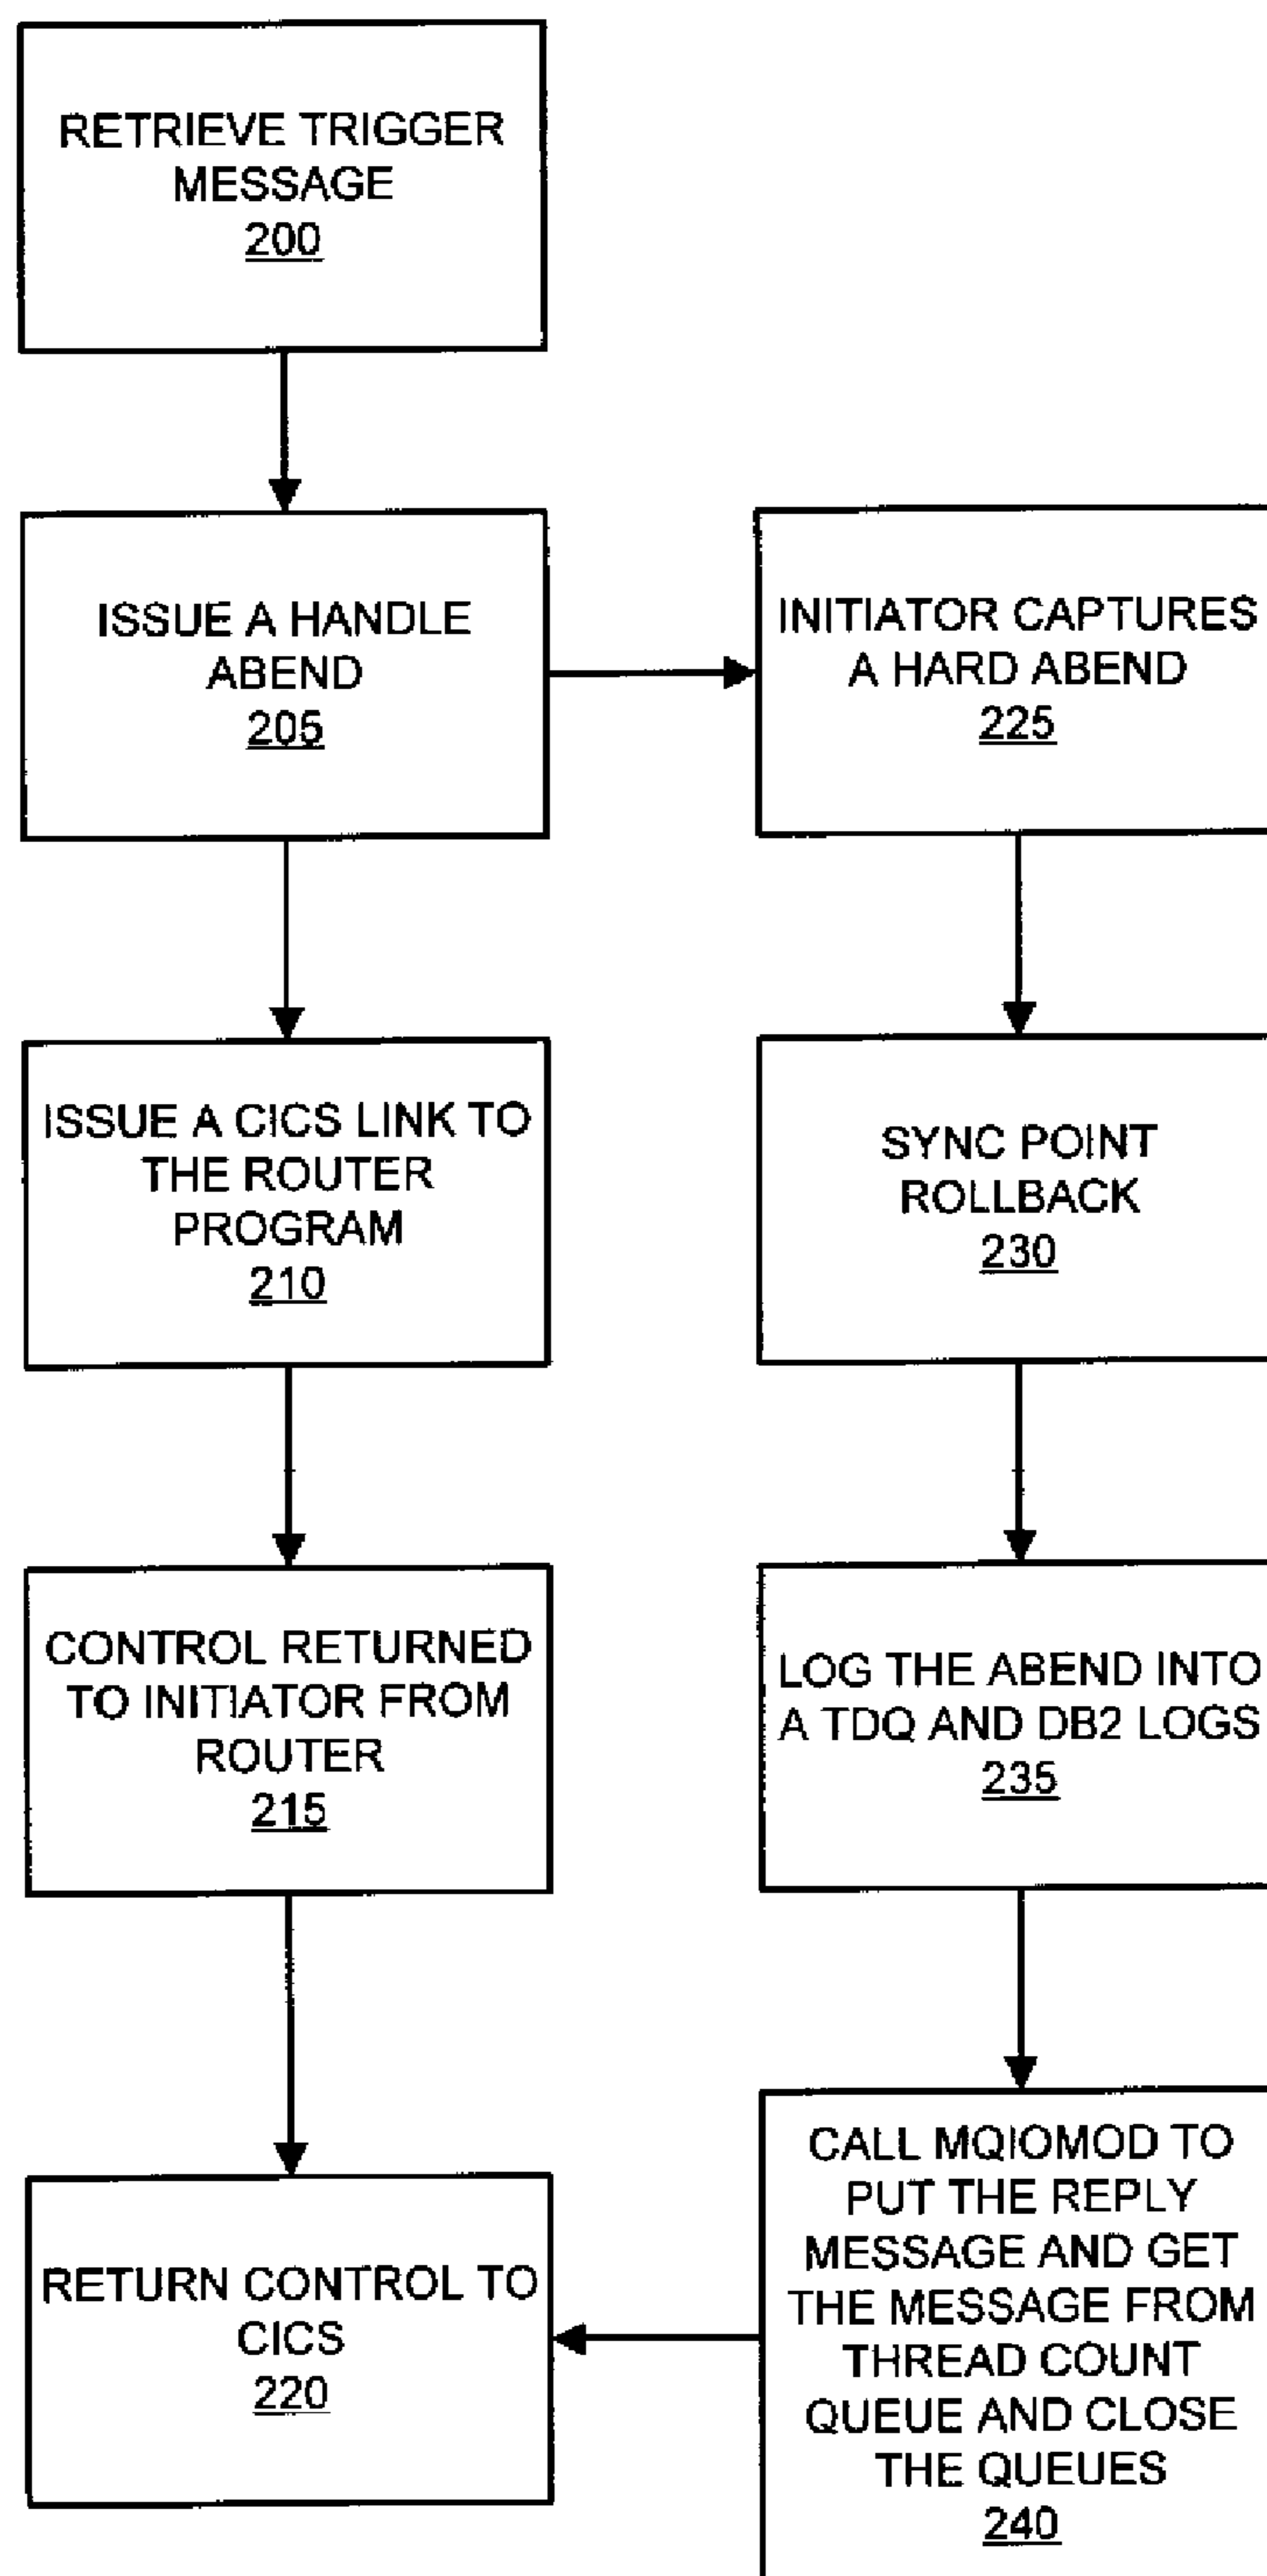 RETRIEVE TRIGGER
MESSAGE
200
ISSUE A HANDLE
ABEND
205
INITIATOR CAPTURES
A HARD ABEND
225
ISSUE A CICS LINK TO
THE ROUTER
PROGRAM
210
SYNC POINT
ROLLBACK
230
CONTROL RETURNED
TO INITIATOR FROM
ROUTER
215
LOG THE ABEND INTO
A TDQ AND DB2 LOGS
235
RETURN CONTROL TO
CICS
220
CALL MQIOMOD TO
PUT THE REPLY
MESSAGE AND GET
THE MESSAGE FROM
THREAD COUNT
QUEUE AND CLOSE
THE QUEUES
240